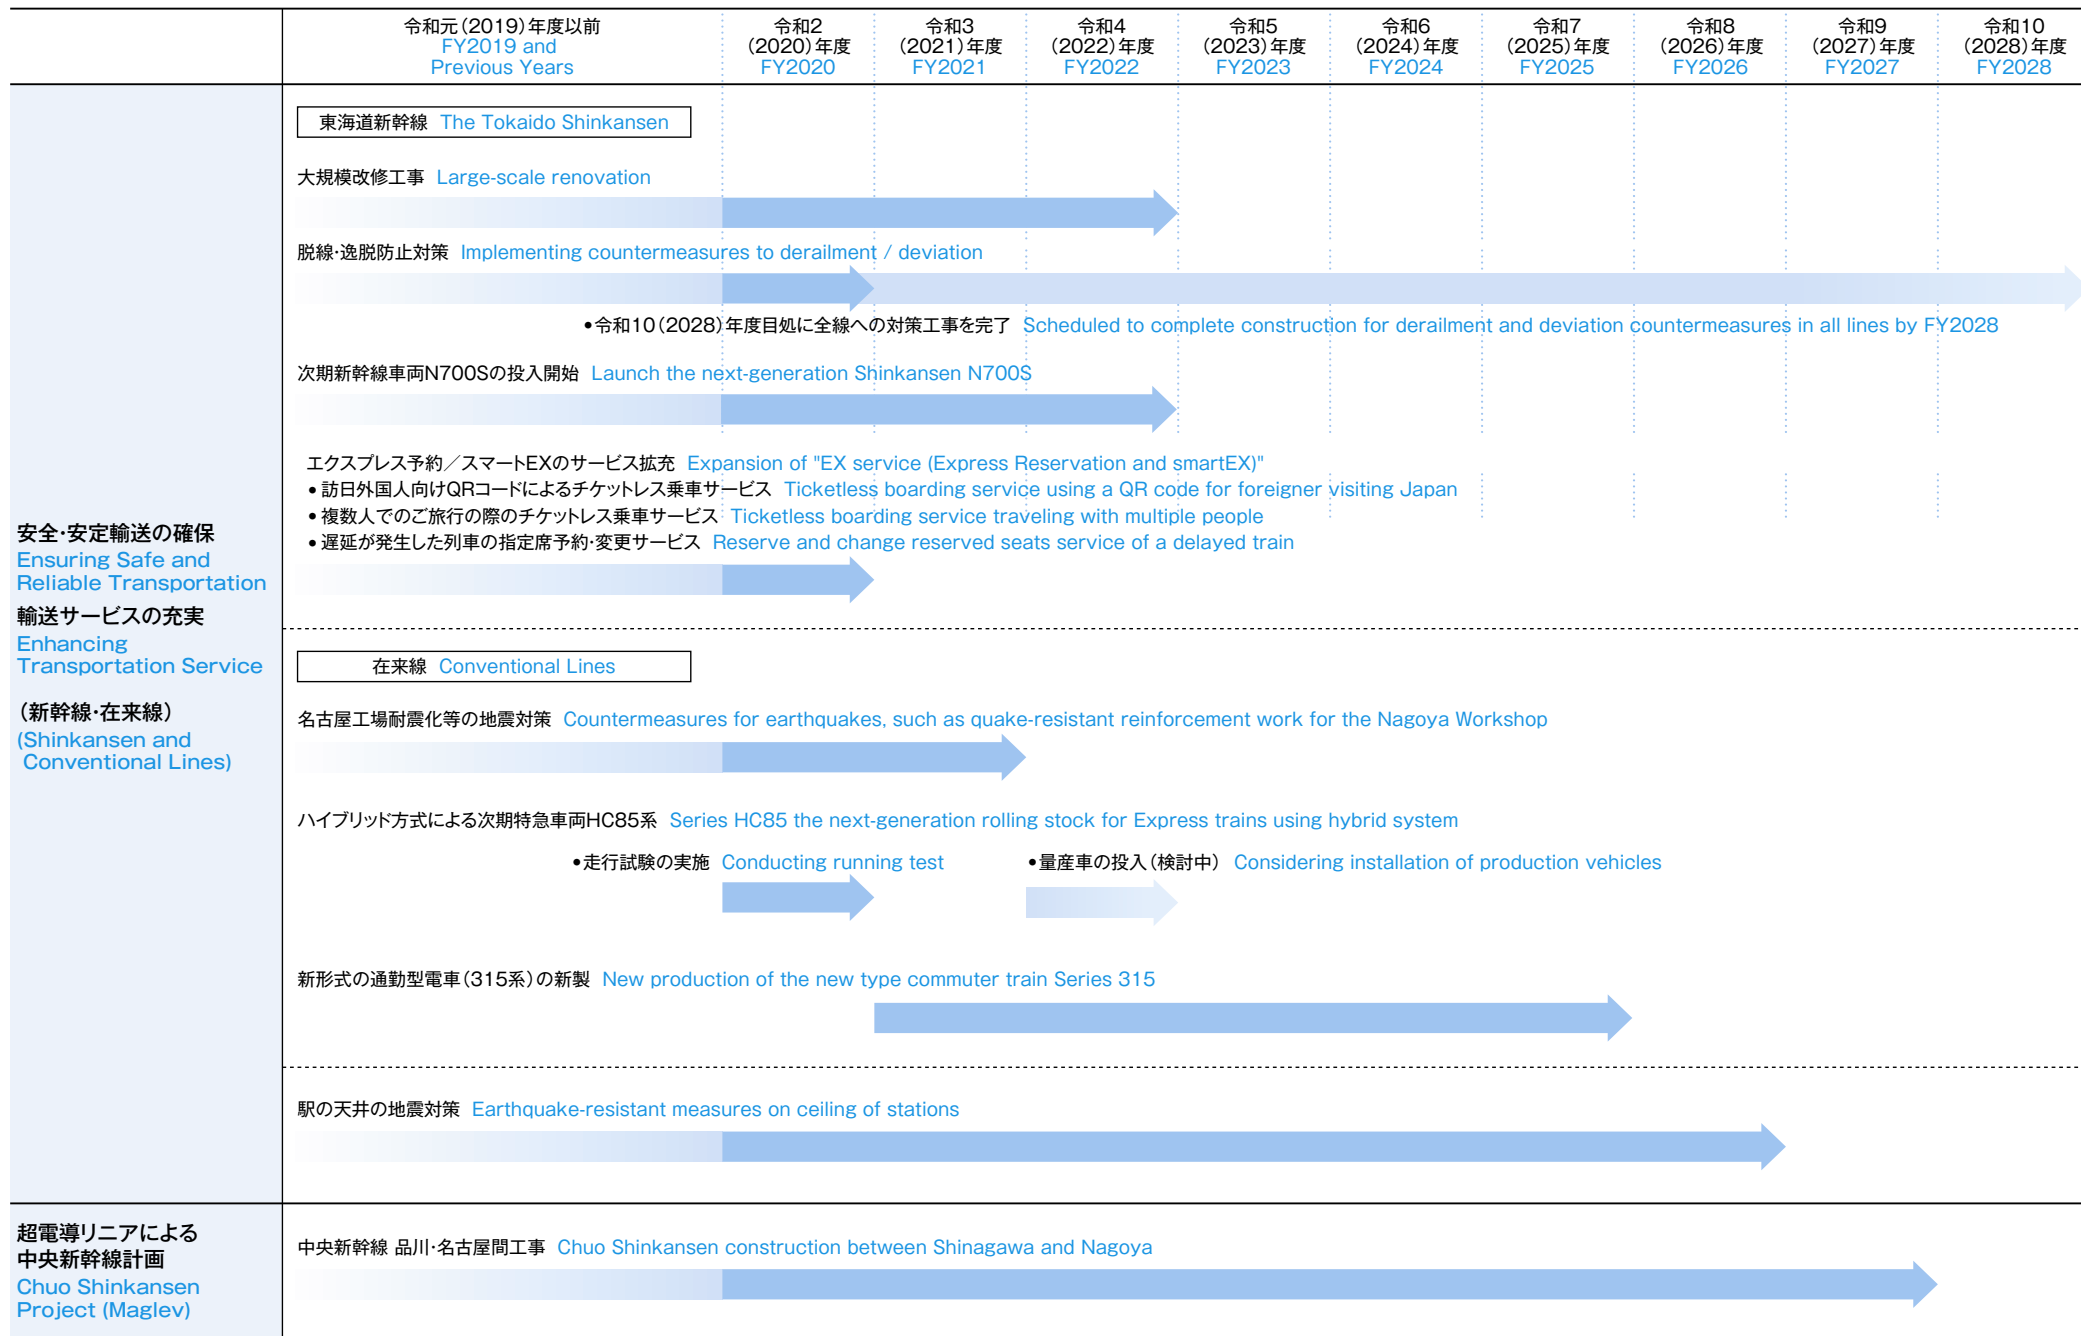 令和元（2019）年度以前
FY2019 and
Previous Years
令和2
（2020）年度
FY2020
令和3
（2021）年度
FY2021
令和4
（2022）年度
FY2022
令和5
（2023）年度
FY2023
令和6
（2024）年度
FY2024
令和7
（2025）年度
FY2025
令和8
（2026）年度
FY2026
令和9
（2027）年度
FY2027
令和10
（2028）年度
FY2028
安全・安定輸送の確保
Ensuring Safe and
Reliable Transportation
輸送サービスの充実
Enhancing
Transportation Service
（新幹線・在来線）
(Shinkansen and
Conventional Lines)
東海道新幹線 The Tokaido Shinkansen
大規模改修工事 Large-scale renovation
脱線・逸脱防止対策 Implementing countermeasures to derailment / deviation
•令和10（2028）年度目処に全線への対策工事を完了 Scheduled to complete construction for derailment and deviation countermeasures in all lines by FY2028
次期新幹線車両N700Sの投入開始 Launch the next-generation Shinkansen N700S
エクスプレス予約／スマートEXのサービス拡充 Expansion of "EX service (Express Reservation and smartEX)"
• 訪日外国人向けQRコードによるチケットレス乗車サービス Ticketless boarding service using a QR code for foreigner visiting Japan
• 複数人でのご旅行の際のチケットレス乗車サービス Ticketless boarding service traveling with multiple people
• 遅延が発生した列車の指定席予約・変更サービス Reserve and change reserved seats service of a delayed train
在来線 Conventional Lines
名古屋工場耐震化等の地震対策 Countermeasures for earthquakes, such as quake-resistant reinforcement work for the Nagoya Workshop
ハイブリッド方式による次期特急車両HC85系 Series HC85 the next-generation rolling stock for Express trains using hybrid system
•走行試験の実施 Conducting running test
•量産車の投入（検討中） Considering installation of production vehicles
新形式の通勤型電車（315系）の新製 New production of the new type commuter train Series 315
駅の天井の地震対策 Earthquake-resistant measures on ceiling of stations
超電導リニアによる
中央新幹線計画
Chuo Shinkansen
Project (Maglev)
中央新幹線 品川・名古屋間工事 Chuo Shinkansen construction between Shinagawa and Nagoya